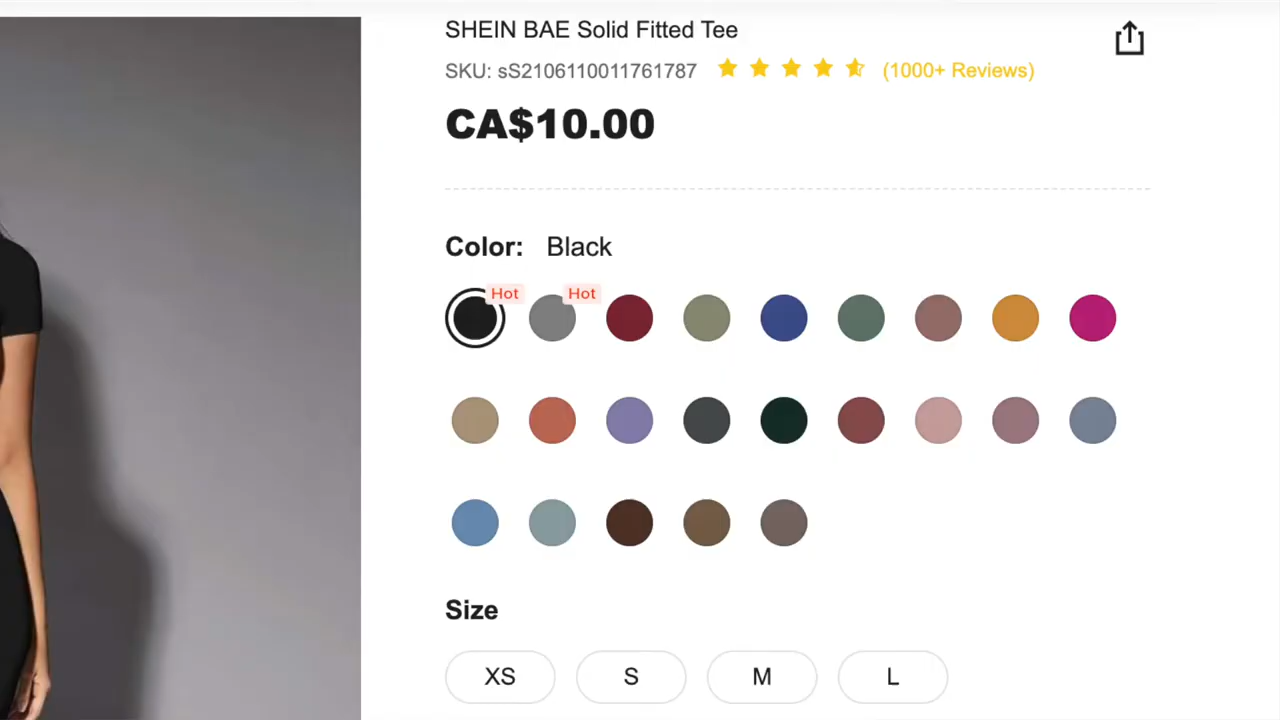 SHEIN BAE Solid Fitted Tee
SKU: sS2106110011761787 (1000+ Reviews)
CA$10.00
Color: Black
Hot Hot
Size
XS S M L